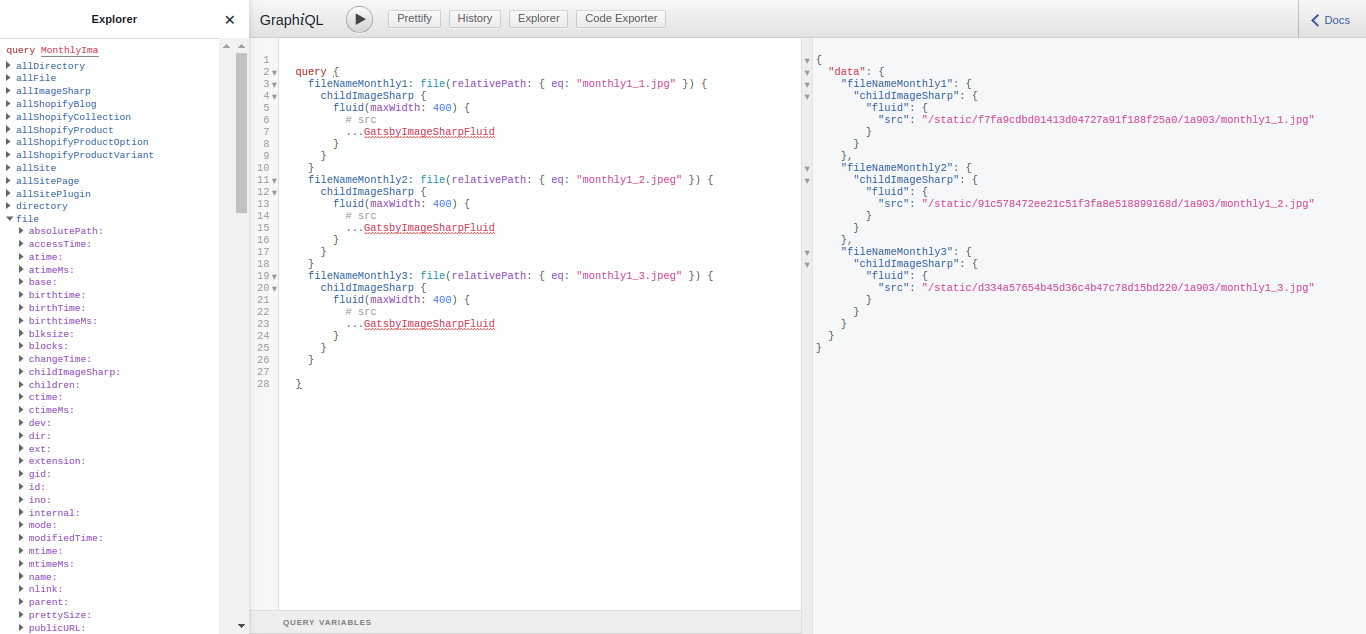 Explorer
×
GraphiQL
Prettify
History
Explorer
Code Exporter
Docs
query MonthlyIma
allDirectory
allFile
allImageSharp
allShopifyBlog
allShopifyCollection
allShopifyProduct
allShopifyProductOption
allShopifyProductVariant
allSite
allSitePage
allSitePlugin
directory
file
absolutePath:
accessTime:
atime:
atimeMs:
base:
birthtime:
birthTime:
birthtimeMs:
blksize:
blocks:
changeTime:
childImageSharp:
children:
ctime:
ctimeMs:
dev:
dir:
ext:
extension:
gid:
id:
ino:
internal:
mode:
modifiedTime:
mtime:
mtimeMs:
name:
nlink:
parent:
prettySize:
publicURL:
1
2 query {
3 fileNameMonthly1: file(relativePath: { eq: "monthly1_1.jpg" }) {
4 childImageSharp {
5 fluid(maxWidth: 400) {
6 # src
7 ...GatsbyImageSharpFluid
8 }
9 }
10 }
11 fileNameMonthly2: file(relativePath: { eq: "monthly1_2.jpeg" }) {
12 childImageSharp {
13 fluid(maxWidth: 400) {
14 # src
15 ...GatsbyImageSharpFluid
16 }
17 }
18 }
19 fileNameMonthly3: file(relativePath: { eq: "monthly1_3.jpeg" }) {
20 childImageSharp {
21 fluid(maxWidth: 400) {
22 # src
23 ...GatsbyImageSharpFluid
24 }
25 }
26 }
27
28 }
QUERY VARIABLES
{
"data": {
"fileNameMonthly1": {
"childImageSharp": {
"fluid": {
"src": "/static/f7fa9cdbd01413d04727a91f188f25a0/1a903/monthly1_1.jpg"
}
}
},
"fileNameMonthly2": {
"childImageSharp": {
"fluid": {
"src": "/static/91c578472ee21c51f3fa8e518899168d/1a903/monthly1_2.jpg"
}
}
},
"fileNameMonthly3": {
"childImageSharp": {
"fluid": {
"src": "/static/d334a57654b45d36c4b47c78d15bd220/1a903/monthly1_3.jpg"
}
}
}
}
}